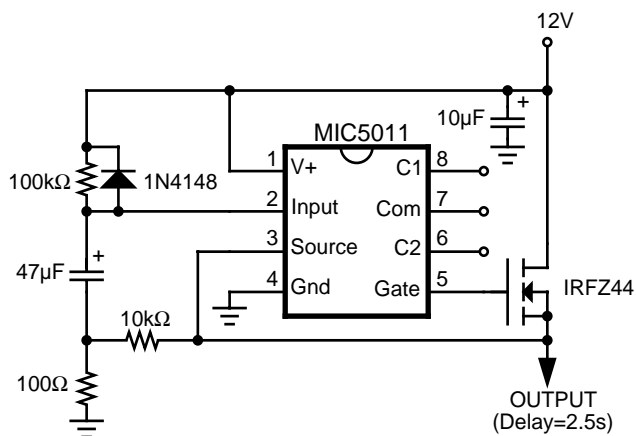 12V
+
10µF
MIC5011
1 V+ C1 8
100kΩ
1N4148
2 Input Com 7
3 Source C2 6
+
47µF
4 Gnd Gate 5
IRFZ44
10kΩ
100Ω
OUTPUT
(Delay=2.5s)